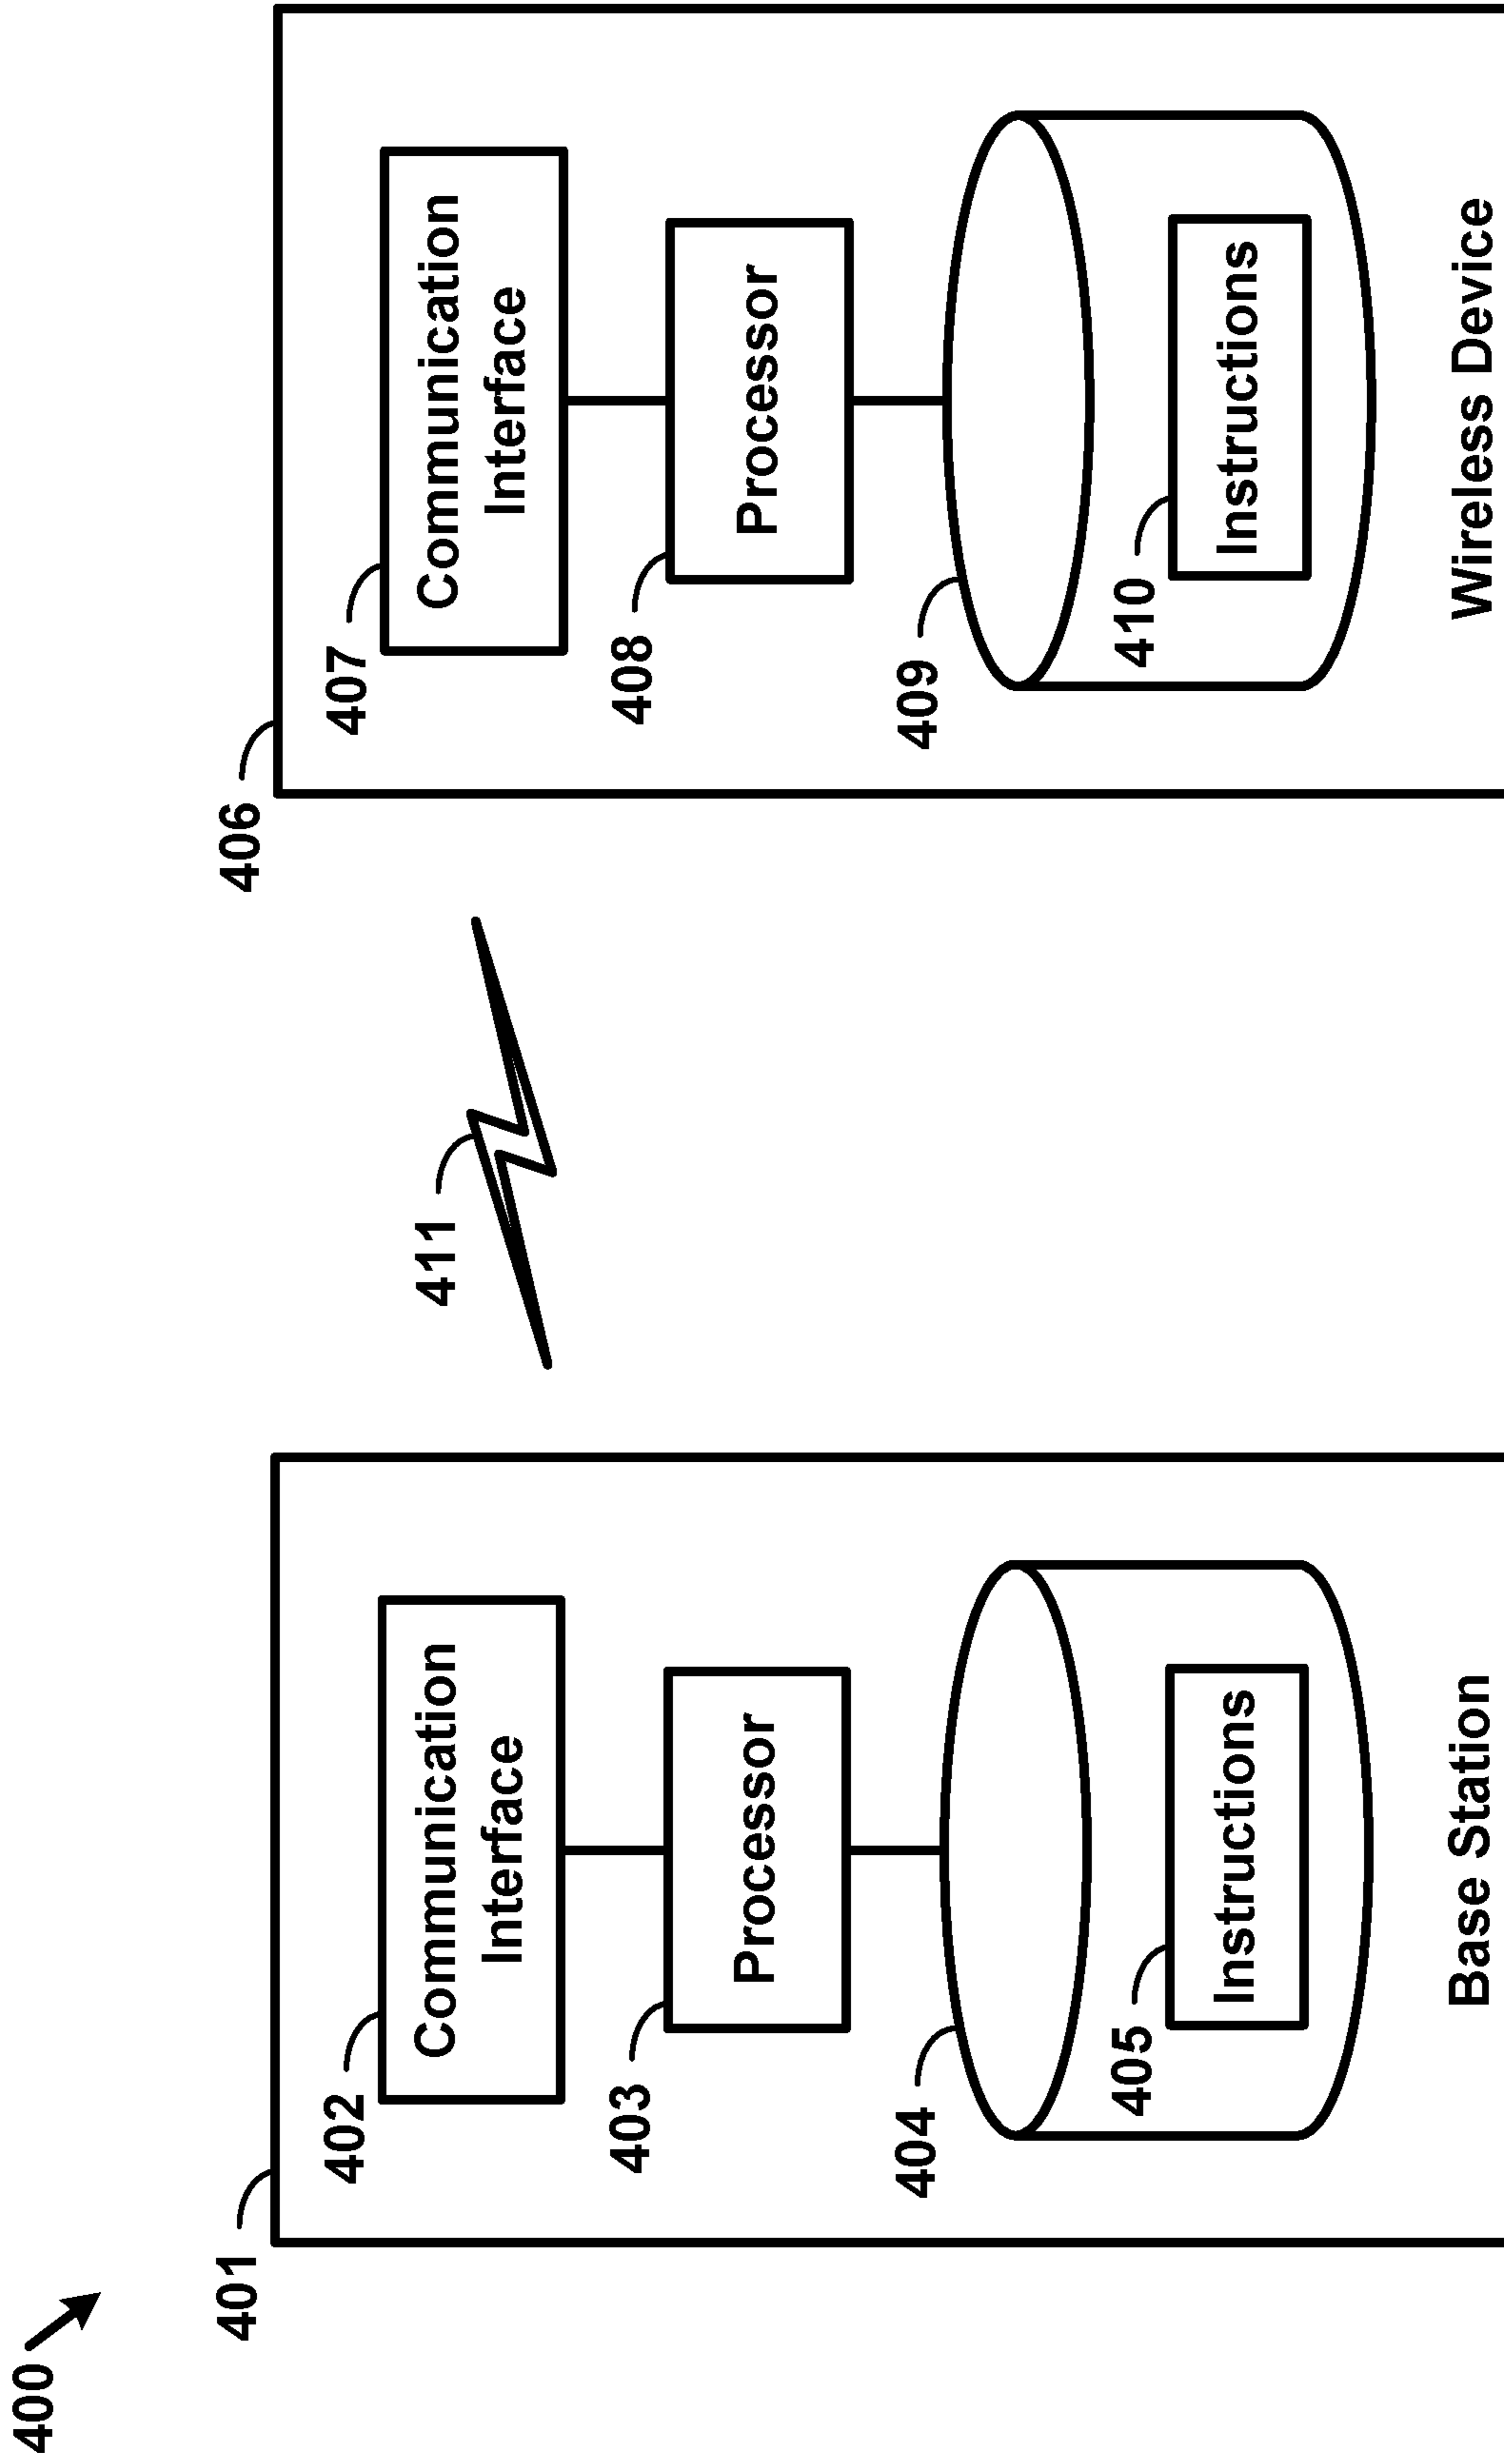 400
401
402
Communication
Interface
403
Processor
404
405
Instructions
Base Station
411
406
407
Communication
Interface
408
Processor
409
410
Instructions
Wireless Device